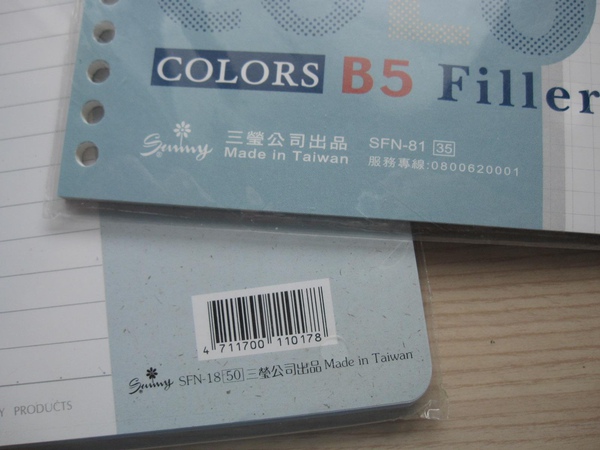 COLORS B5 Filler
Sunny 三瑩公司出品 SFN-81 35
Made in Taiwan 服務專線:0800620001
4 711700 110178
Sunny SFN-18 50 三瑩公司出品 Made in Taiwan
Y PRODUCTS